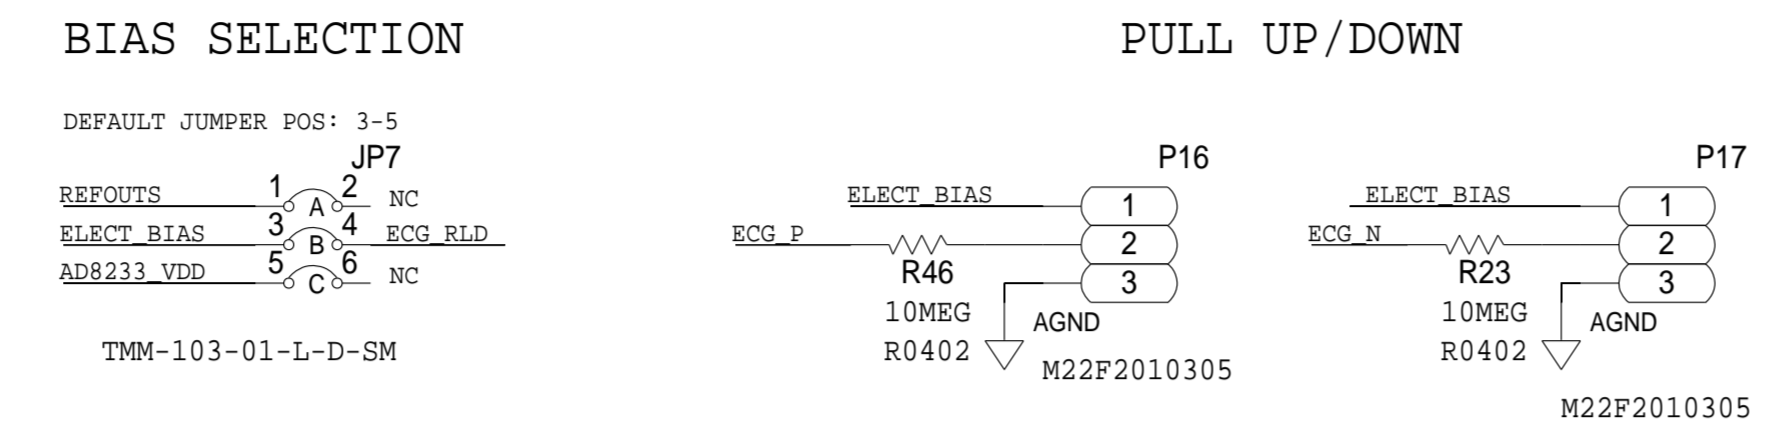 BIAS SELECTION
DEFAULT JUMPER POS: 3-5
JP7
REFOUTS 1 A 2 NC
ELECT_BIAS 3 B 4 ECG_RLD
AD8233_VDD 5 C 6 NC
TMM-103-01-L-D-SM
PULL UP/DOWN
P16
ELECT_BIAS 1
ECG_P 2
R46 3
10MEG AGND
R0402
M22F2010305
P17
ELECT_BIAS 1
ECG_N 2
R23 3
10MEG AGND
R0402
M22F2010305